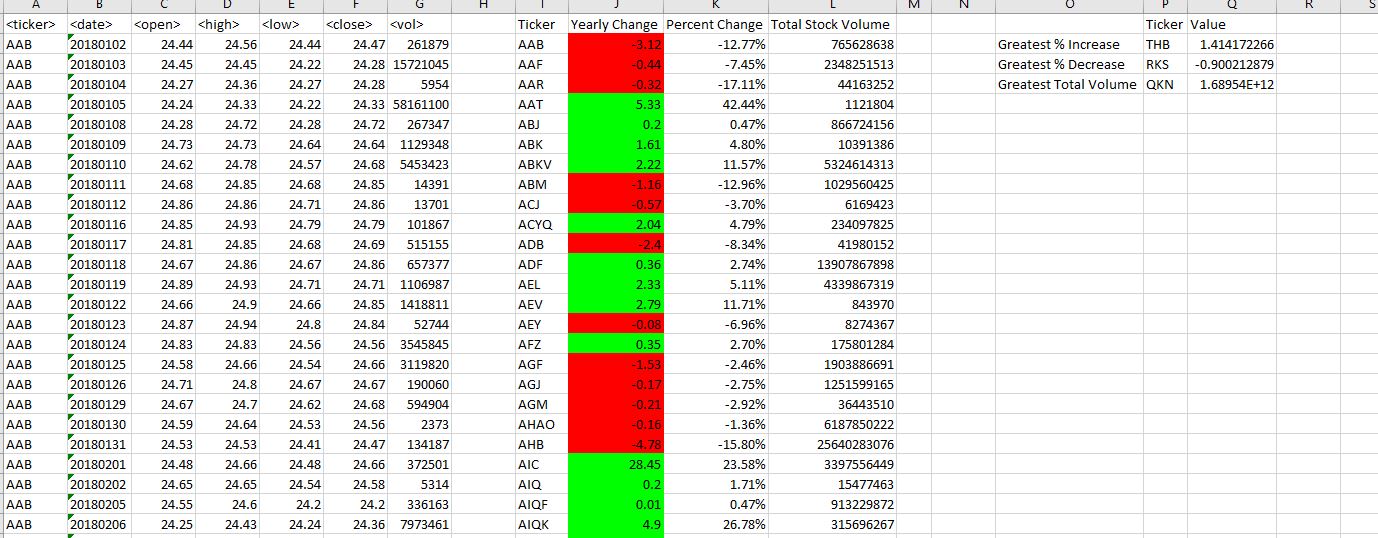 A B C D E F G H I J K L M N O P Q R S
<ticker> <date> <open> <high> <low> <close> <vol> Ticker Yearly Change Percent Change Total Stock Volume Ticker Value
AAB 20180102 24.44 24.56 24.44 24.47 261879 AAB -3.12 -12.77% 765628638 Greatest % Increase THB 1.414172266
AAB 20180103 24.45 24.45 24.22 24.28 15721045 AAF -0.44 -7.45% 2348251513 Greatest % Decrease RKS -0.900212879
AAB 20180104 24.27 24.36 24.27 24.28 5954 AAR -0.32 -17.11% 44163252 Greatest Total Volume QKN 1.68954E+12
AAB 20180105 24.24 24.33 24.22 24.33 58161100 AAT 5.33 42.44% 1121804
AAB 20180108 24.28 24.72 24.28 24.72 267347 ABJ 0.2 0.47% 866724156
AAB 20180109 24.73 24.73 24.64 24.64 1129348 ABK 1.61 4.80% 10391386
AAB 20180110 24.62 24.78 24.57 24.68 5453423 ABKV 2.22 11.57% 5324614313
AAB 20180111 24.68 24.85 24.68 24.85 14391 ABM -1.16 -12.96% 1029560425
AAB 20180112 24.86 24.86 24.71 24.86 13701 ACJ -0.57 -3.70% 6169423
AAB 20180116 24.85 24.93 24.79 24.79 101867 ACYQ 2.04 4.79% 234097825
AAB 20180117 24.81 24.85 24.68 24.69 515155 ADB -2.4 -8.34% 41980152
AAB 20180118 24.67 24.86 24.67 24.86 657377 ADF 0.36 2.74% 13907867898
AAB 20180119 24.89 24.93 24.71 24.71 1106987 AEL 2.33 5.11% 4339867319
AAB 20180122 24.66 24.9 24.66 24.85 1418811 AEV 2.79 11.71% 843970
AAB 20180123 24.87 24.94 24.8 24.84 52744 AEY -0.08 -6.96% 8274367
AAB 20180124 24.83 24.83 24.56 24.56 3545845 AFZ 0.35 2.70% 175801284
AAB 20180125 24.58 24.66 24.54 24.66 3119820 AGF -1.53 -2.46% 1903886691
AAB 20180126 24.71 24.8 24.67 24.67 190060 AGJ -0.17 -2.75% 1251599165
AAB 20180129 24.67 24.7 24.62 24.68 594904 AGM -0.21 -2.92% 36443510
AAB 20180130 24.59 24.64 24.53 24.56 2373 AHAO -0.16 -1.36% 6187850222
AAB 20180131 24.53 24.53 24.41 24.47 134187 AHB -4.78 -15.80% 25640283076
AAB 20180201 24.48 24.66 24.48 24.66 372501 AIC 28.45 23.58% 3397556449
AAB 20180202 24.65 24.65 24.54 24.58 5314 AIQ 0.2 1.71% 15477463
AAB 20180205 24.55 24.6 24.2 24.2 336163 AIQF 0.01 0.47% 913229872
AAB 20180206 24.25 24.43 24.24 24.36 7973461 AIQK 4.9 26.78% 315696267